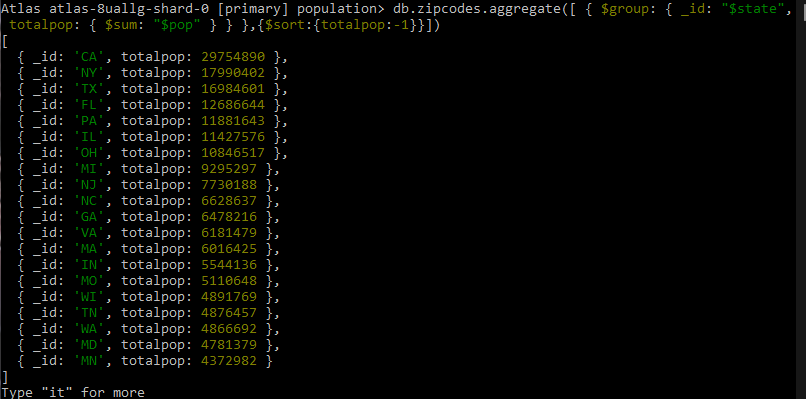 Atlas atlas-8uallg-shard-0 [primary] population> db.zipcodes.aggregate([ { $group: { _id: "$state",
 totalpop: { $sum: "$pop" } } },{$sort:{totalpop:-1}}])
[
  { _id: 'CA', totalpop: 29754890 },
  { _id: 'NY', totalpop: 17990402 },
  { _id: 'TX', totalpop: 16984601 },
  { _id: 'FL', totalpop: 12686644 },
  { _id: 'PA', totalpop: 11881643 },
  { _id: 'IL', totalpop: 11427576 },
  { _id: 'OH', totalpop: 10846517 },
  { _id: 'MI', totalpop: 9295297 },
  { _id: 'NJ', totalpop: 7730188 },
  { _id: 'NC', totalpop: 6628637 },
  { _id: 'GA', totalpop: 6478216 },
  { _id: 'VA', totalpop: 6181479 },
  { _id: 'MA', totalpop: 6016425 },
  { _id: 'IN', totalpop: 5544136 },
  { _id: 'MO', totalpop: 5110648 },
  { _id: 'WI', totalpop: 4891769 },
  { _id: 'TN', totalpop: 4876457 },
  { _id: 'WA', totalpop: 4866692 },
  { _id: 'MD', totalpop: 4781379 },
  { _id: 'MN', totalpop: 4372982 }
]
Type "it" for more